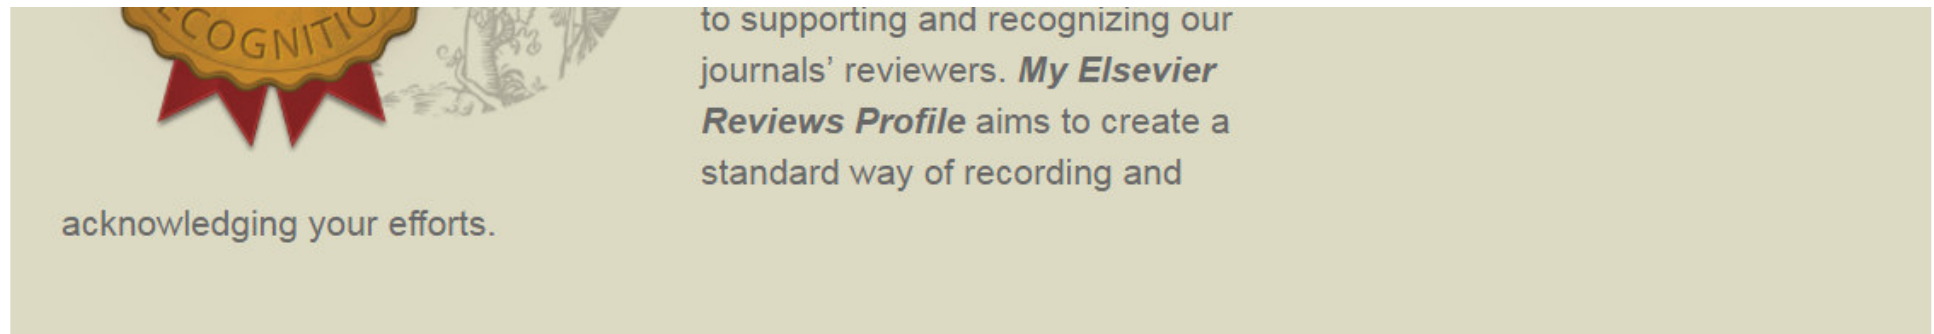 ECOGNITIO
to supporting and recognizing our
journals’ reviewers. My Elsevier
Reviews Profile aims to create a
standard way of recording and
acknowledging your efforts.